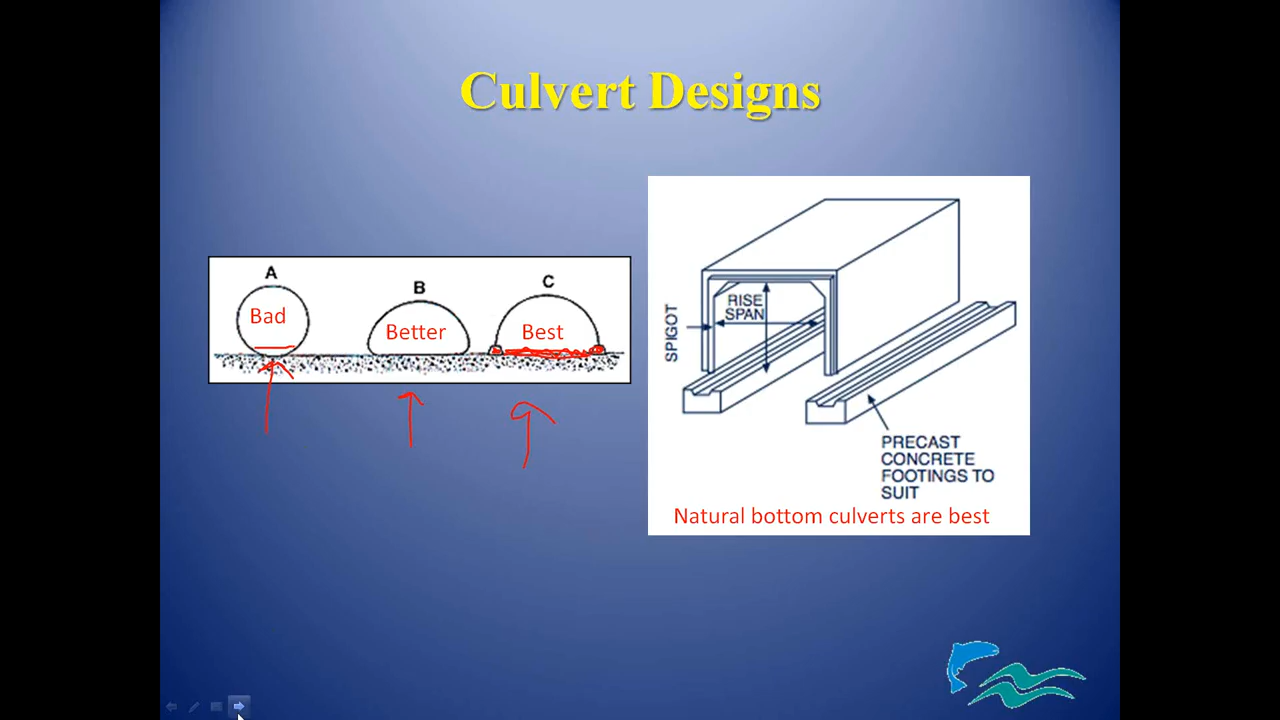 Culvert Designs
A
B
C
Bad
Better
Best
RISE
SPAN
SPIGOT
PRECAST
CONCRETE
FOOTINGS TO
SUIT
Natural bottom culverts are best